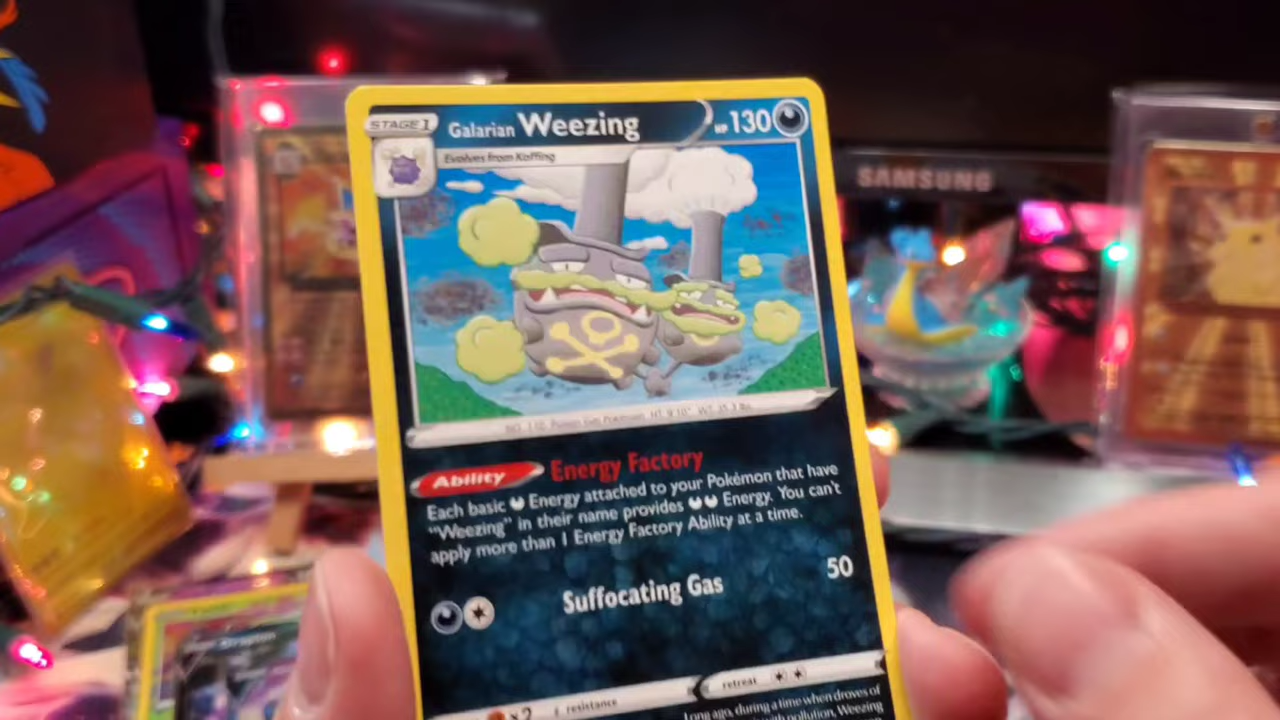 STAGE 1 Galarian Weezing HP 130
Evolves from Koffing
SAMSUNG
NO. 110 Poison Gas Pokémon HT: 9'10" WT: 35.3 lbs
Ability Energy Factory
Each basic Energy attached to your Pokémon that have
"Weezing" in their name provides Energy. You can't
apply more than 1 Energy Factory Ability at a time.
Suffocating Gas 50
×2 resistance retreat
Long ago, during a time when droves of
with pollution, Weezing